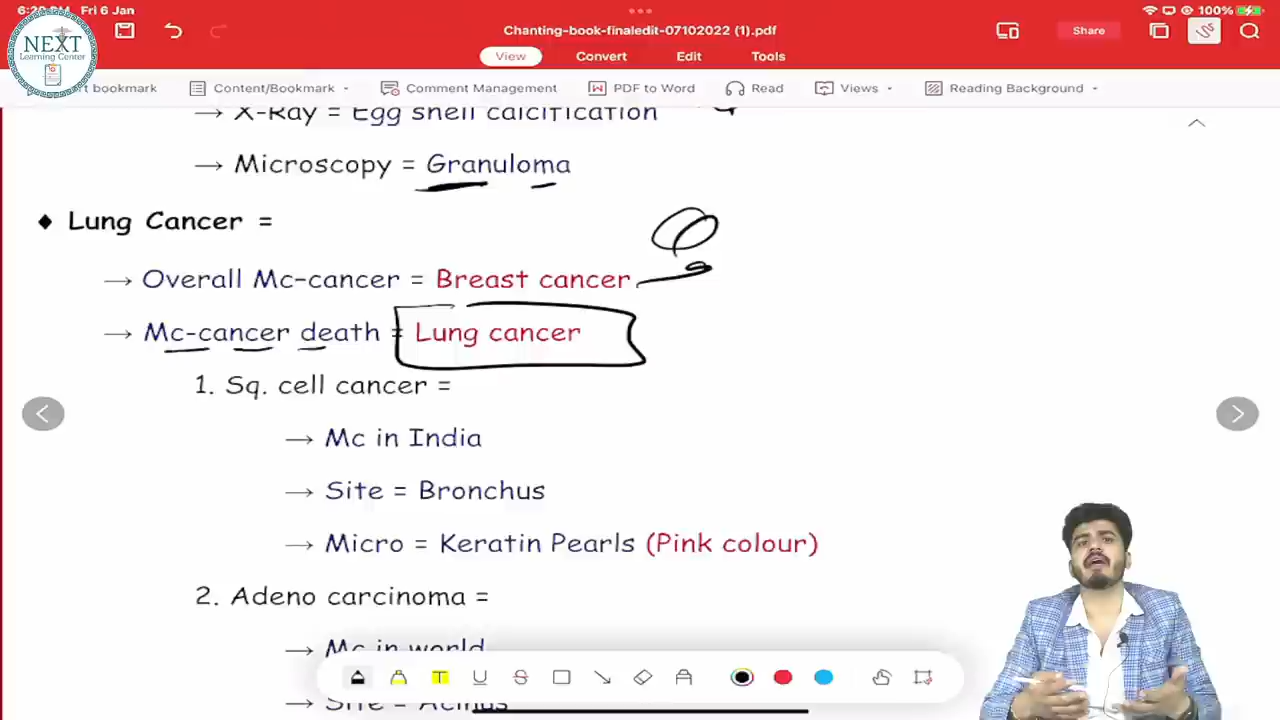 6:20 PM Fri 6 Jan
100%
NEXT
Learning Center
Chanting-book-finaledit-07102022 (1).pdf
Share
View Convert Edit Tools
bookmark Content/Bookmark Comment Management PDF to Word Read Views Reading Background
→ X-Ray = Egg shell calcification
→ Microscopy = Granuloma
◆ Lung Cancer =
→ Overall Mc-cancer = Breast cancer
→ Mc-cancer death = Lung cancer
1. Sq. cell cancer =
→ Mc in India
→ Site = Bronchus
→ Micro = Keratin Pearls (Pink colour)
2. Adeno carcinoma =
→ Mc in world
→ Site = Acinus